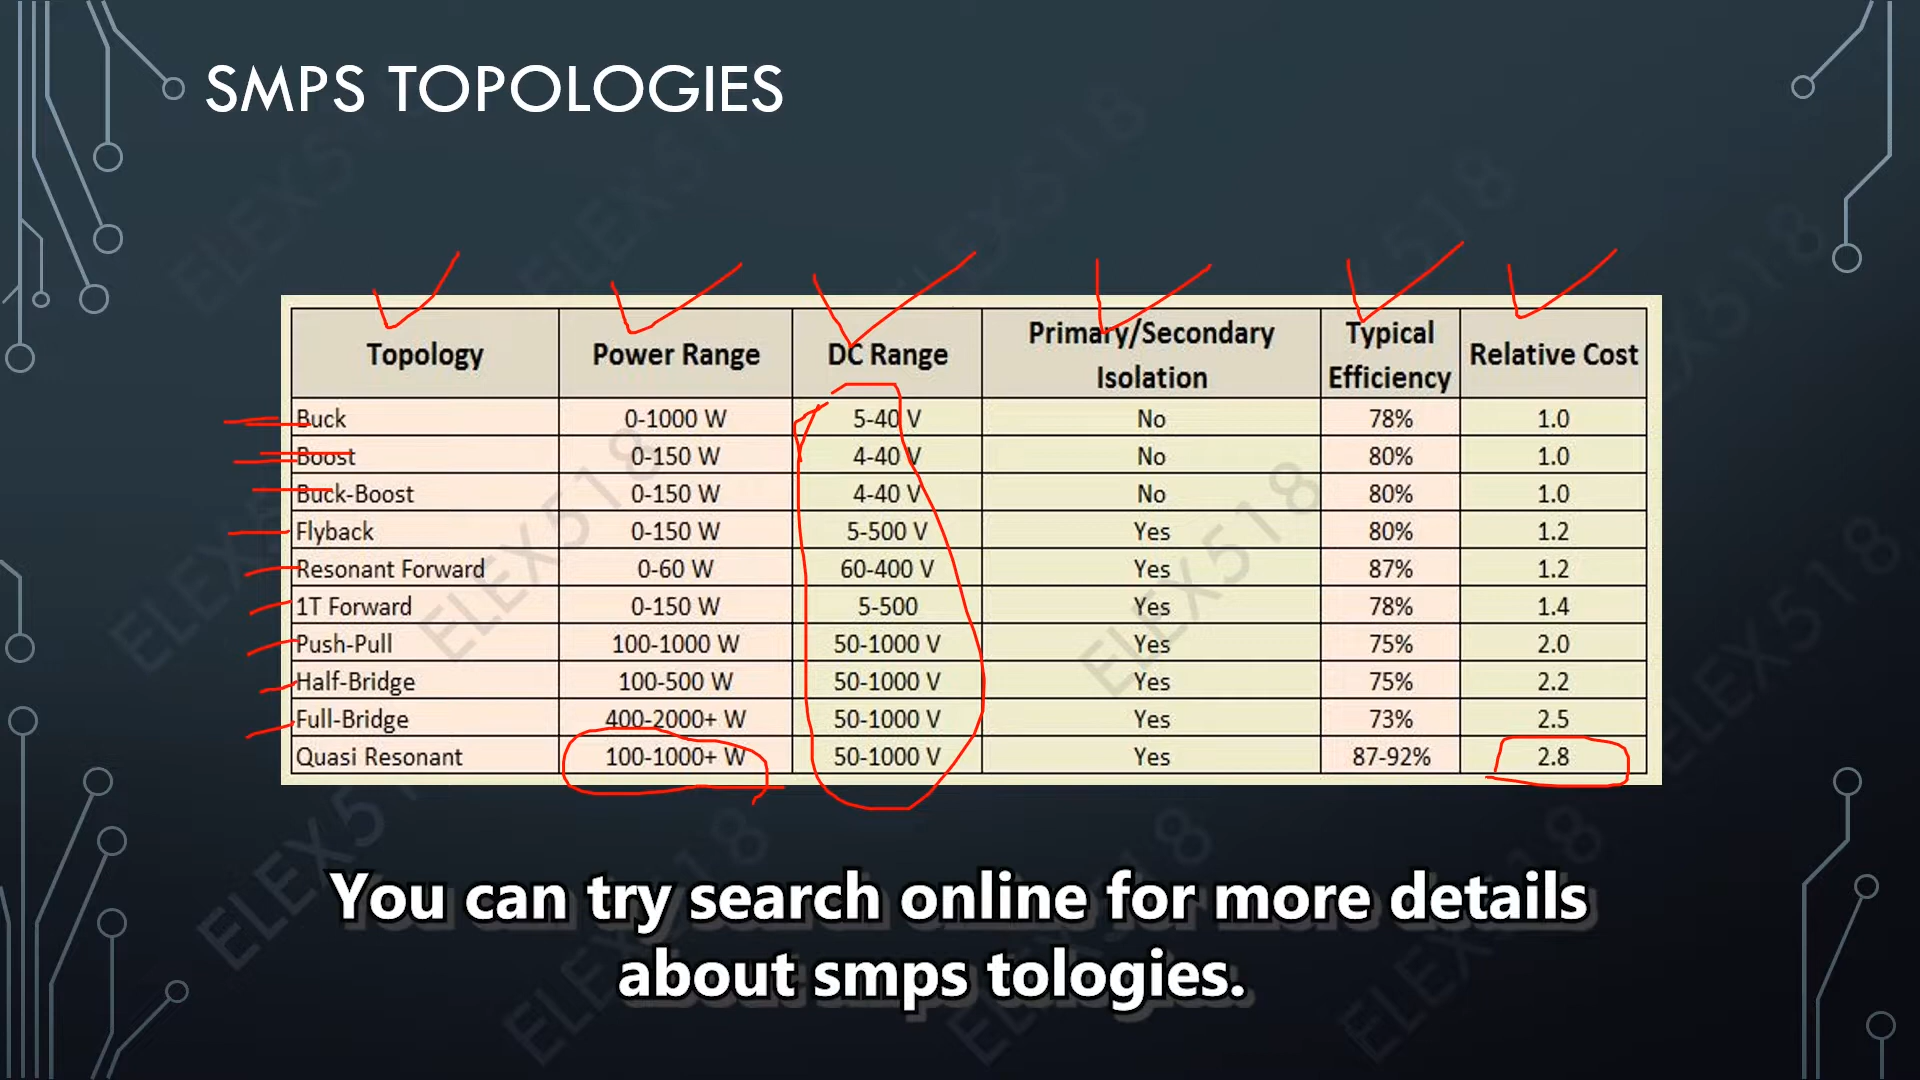 SMPS TOPOLOGIES
Topology Power Range DC Range Primary/Secondary Isolation Typical Efficiency Relative Cost
Buck 0-1000 W 5-40 V No 78% 1.0
Boost 0-150 W 4-40 V No 80% 1.0
Buck-Boost 0-150 W 4-40 V No 80% 1.0
Flyback 0-150 W 5-500 V Yes 80% 1.2
Resonant Forward 0-60 W 60-400 V Yes 87% 1.2
1T Forward 0-150 W 5-500 Yes 78% 1.4
Push-Pull 100-1000 W 50-1000 V Yes 75% 2.0
Half-Bridge 100-500 W 50-1000 V Yes 75% 2.2
Full-Bridge 400-2000+ W 50-1000 V Yes 73% 2.5
Quasi Resonant 100-1000+ W 50-1000 V Yes 87-92% 2.8
You can try search online for more details
about smps tologies.
ELEX518